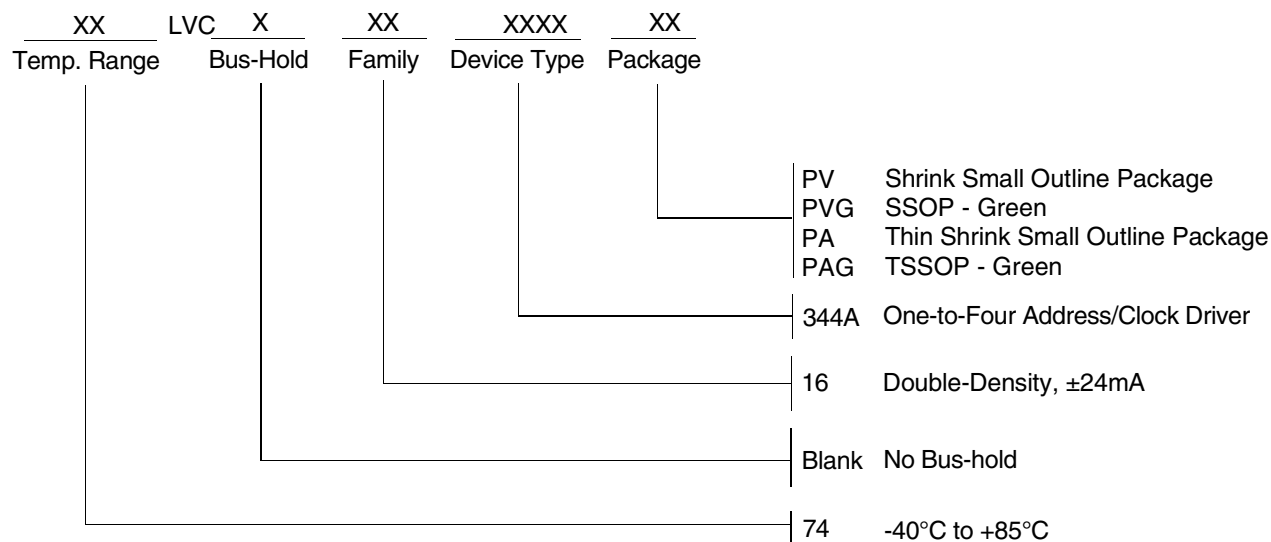 XX LVC X XX XXXX XX
Temp. Range Bus-Hold Family Device Type Package
PV Shrink Small Outline Package
PVG SSOP - Green
PA Thin Shrink Small Outline Package
PAG TSSOP - Green
344A One-to-Four Address/Clock Driver
16 Double-Density, ±24mA
Blank No Bus-hold
74 -40°C to +85°C